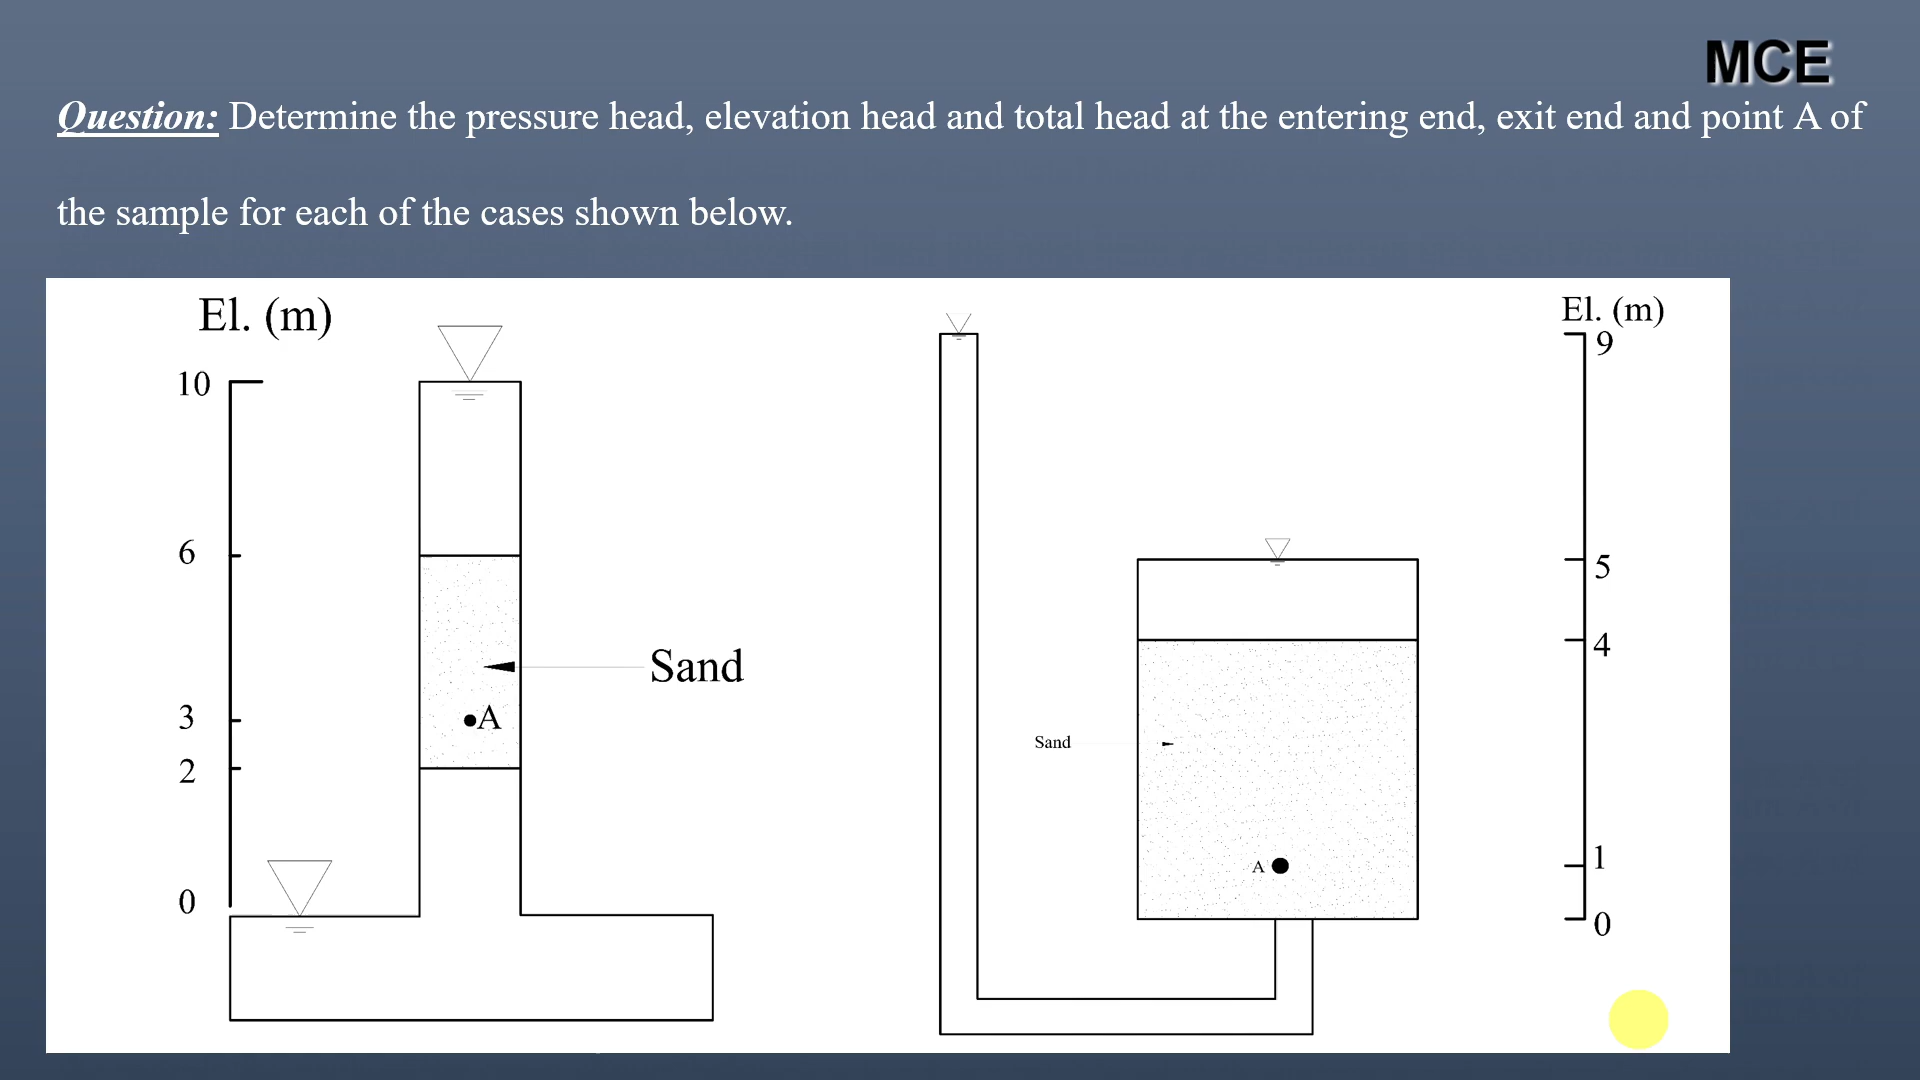 MCE
Question: Determine the pressure head, elevation head and total head at the entering end, exit end and point A of
the sample for each of the cases shown below.
El. (m)
10
6
3
2
0
A
Sand
Sand
A
El. (m)
9
5
4
1
0